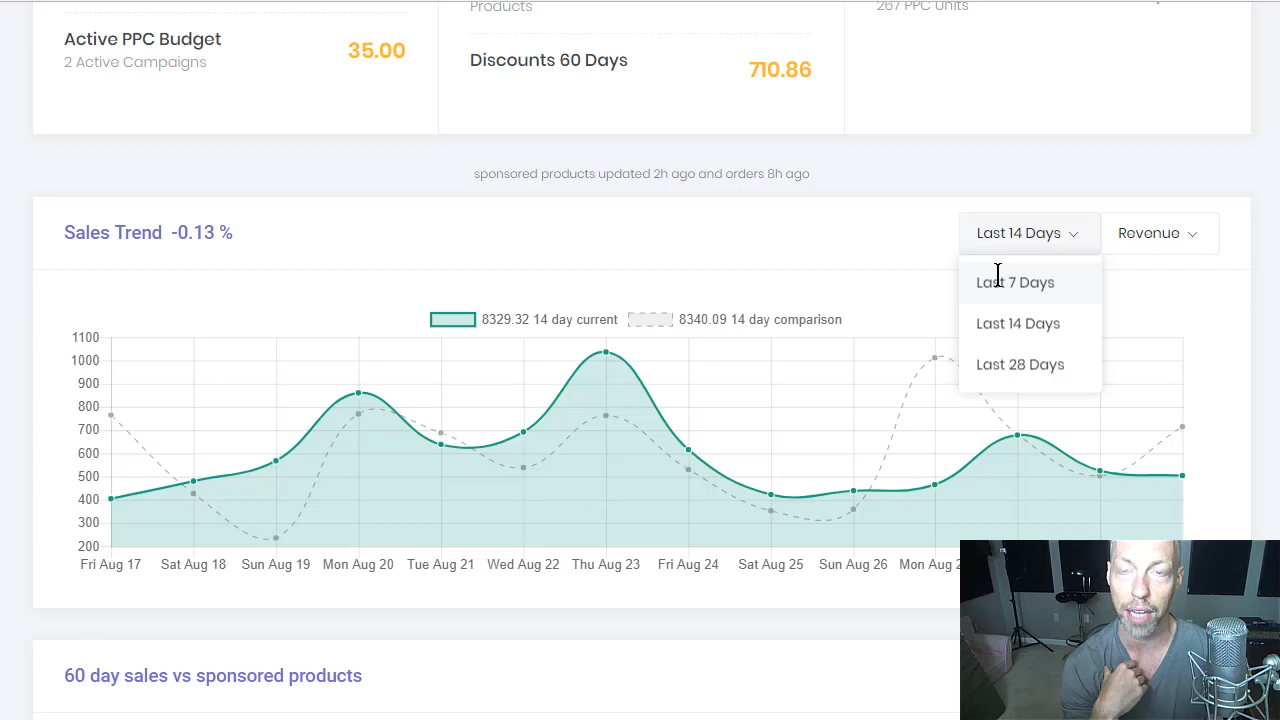 Products
267 PPC Units
Active PPC Budget
2 Active Campaigns
35.00
Discounts 60 Days
710.86
sponsored products updated 2h ago and orders 8h ago
Sales Trend -0.13 %
Last 14 Days
Revenue
Last 7 Days
Last 14 Days
Last 28 Days
8329.32 14 day current
8340.09 14 day comparison
1100
1000
900
800
700
600
500
400
300
200
Fri Aug 17
Sat Aug 18
Sun Aug 19
Mon Aug 20
Tue Aug 21
Wed Aug 22
Thu Aug 23
Fri Aug 24
Sat Aug 25
Sun Aug 26
Mon Aug
60 day sales vs sponsored products